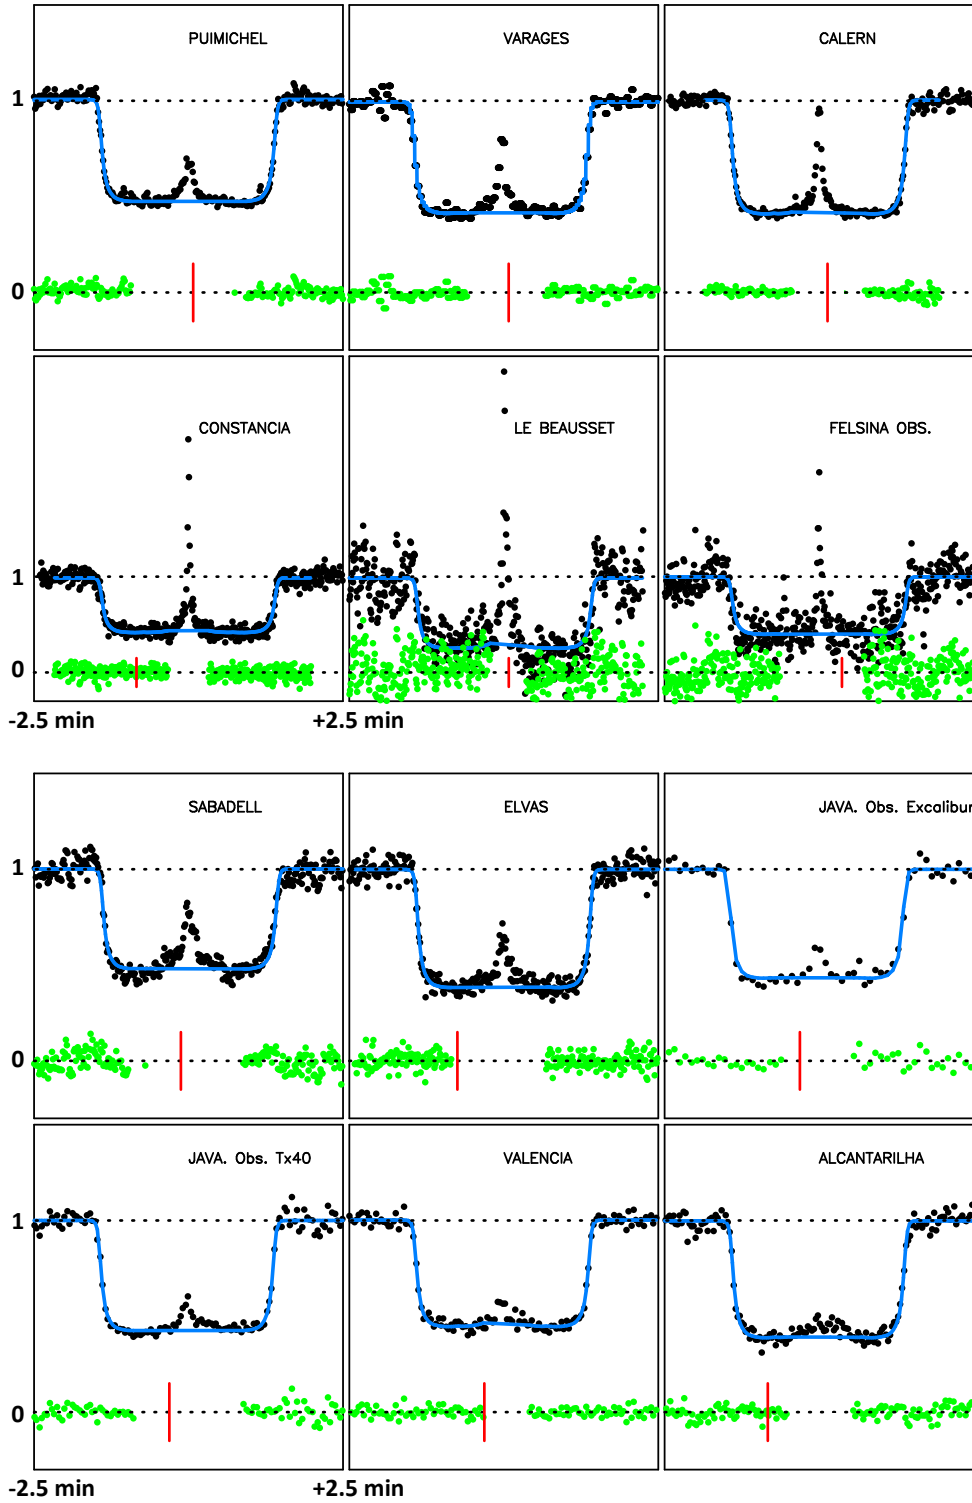 PUIMICHEL
VARAGES
CALERN
1
0
CONSTANCIA
LE BEAUSSET
FELSINA OBS.
1
0
-2.5 min
+2.5 min
SABADELL
ELVAS
JAVA. Obs. Excalibur
1
0
JAVA. Obs. Tx40
VALENCIA
ALCANTARILHA
1
0
-2.5 min
+2.5 min